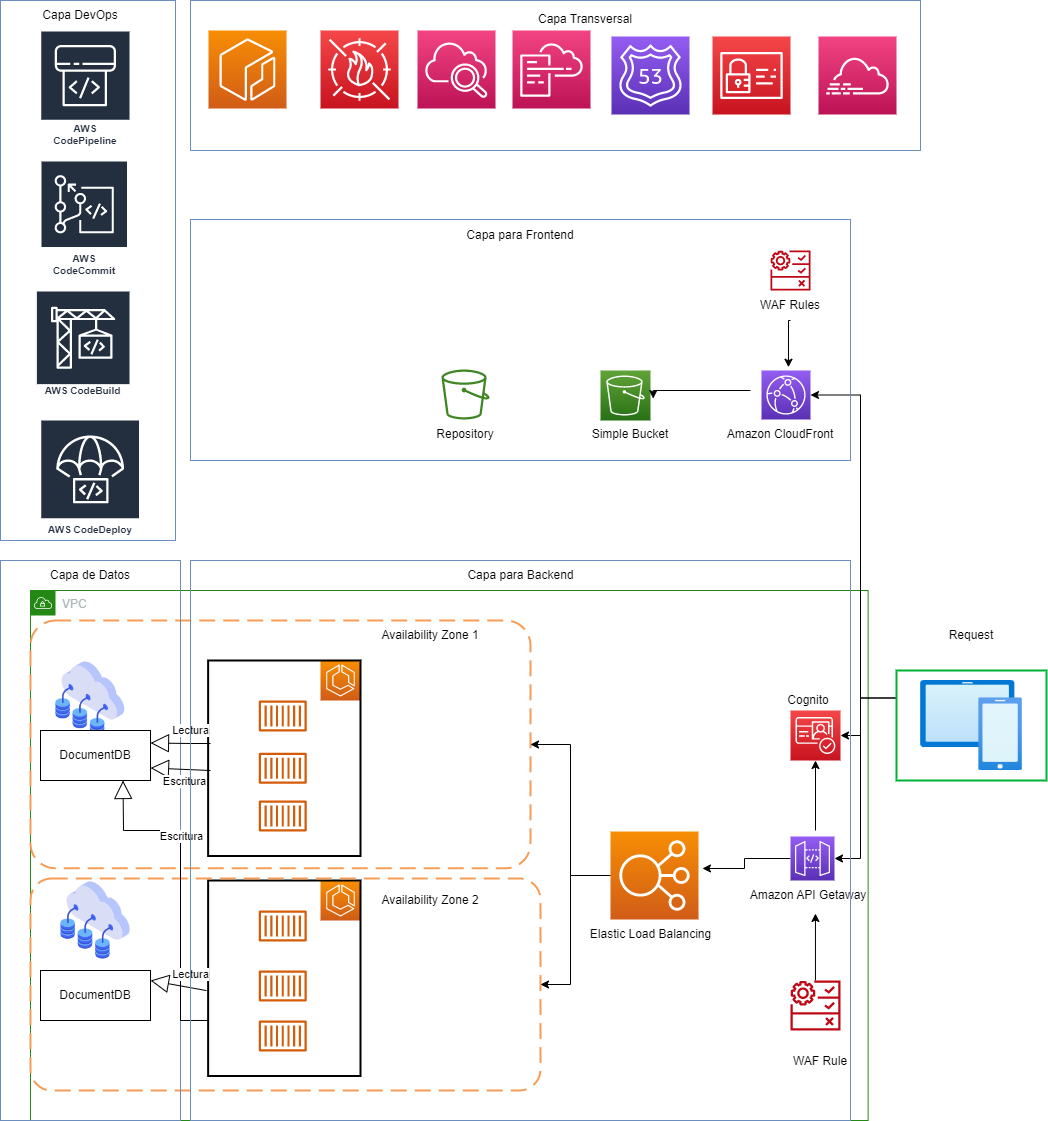 Capa DevOps
AWS
CodePipeline
AWS
CodeCommit
AWS CodeBuild
AWS CodeDeploy
Capa Transversal
53
Capa para Frontend
WAF Rules
Repository
Simple Bucket
Amazon CloudFront
Capa de Datos
Capa para Backend
VPC
Availability Zone 1
Request
DocumentDB
Lectura
Escritura
Escritura
Cognito
Amazon API Getaway
Elastic Load Balancing
Availability Zone 2
DocumentDB
Lectura
WAF Rule